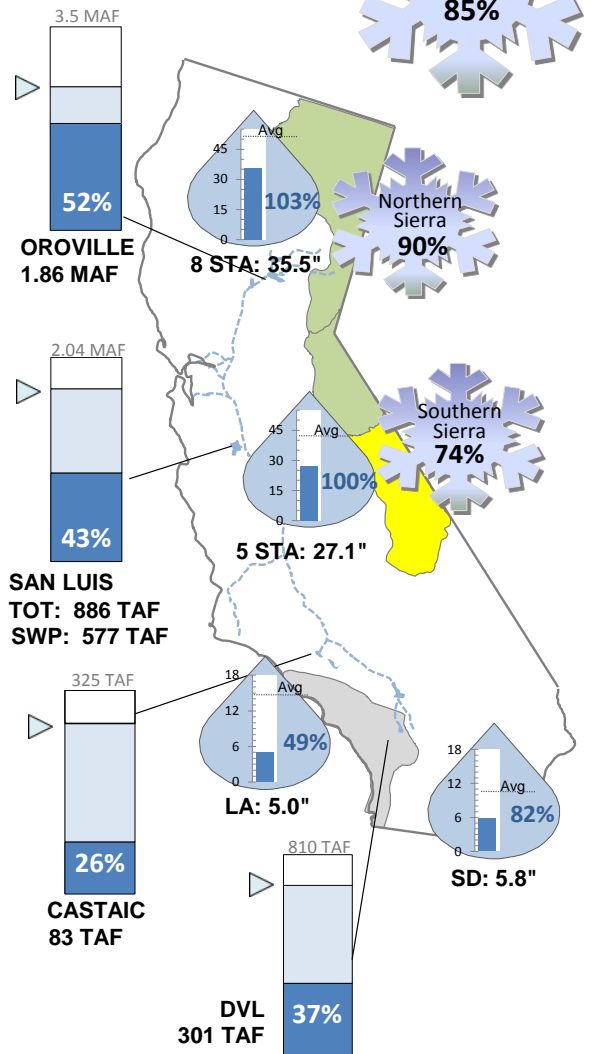 85%
3.5 MAF
52%
OROVILLE
1.86 MAF
Avg
45
30
15
0
103%
8 STA: 35.5"
Northern
Sierra
90%
2.04 MAF
43%
SAN LUIS
TOT: 886 TAF
SWP: 577 TAF
Avg
45
30
15
0
100%
5 STA: 27.1"
Southern
Sierra
74%
325 TAF
26%
CASTAIC
83 TAF
18
Avg
12
6
0
49%
LA: 5.0"
18
12
Avg
6
0
82%
SD: 5.8"
810 TAF
37%
DVL
301 TAF